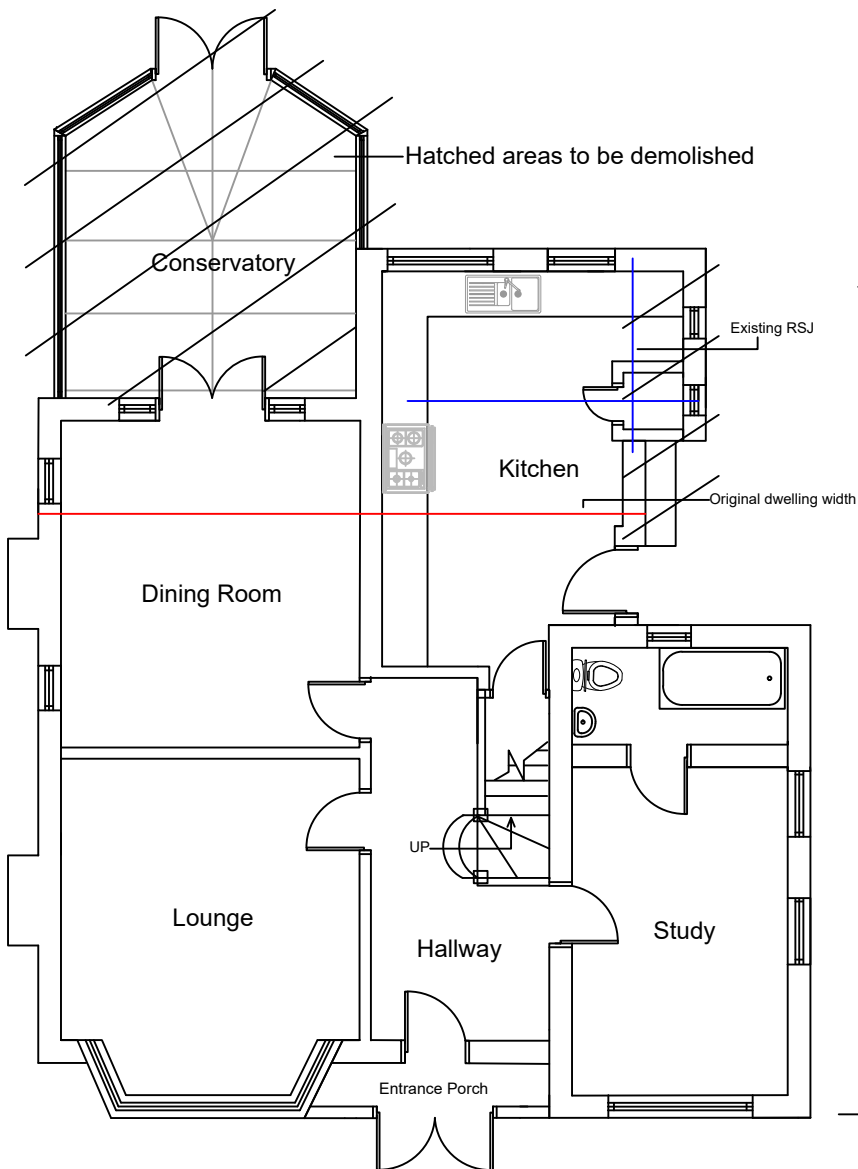 Hatched areas to be demolished
Conservatory
Existing RSJ
Kitchen
Original dwelling width
Dining Room
UP
Lounge
Study
Hallway
Entrance Porch